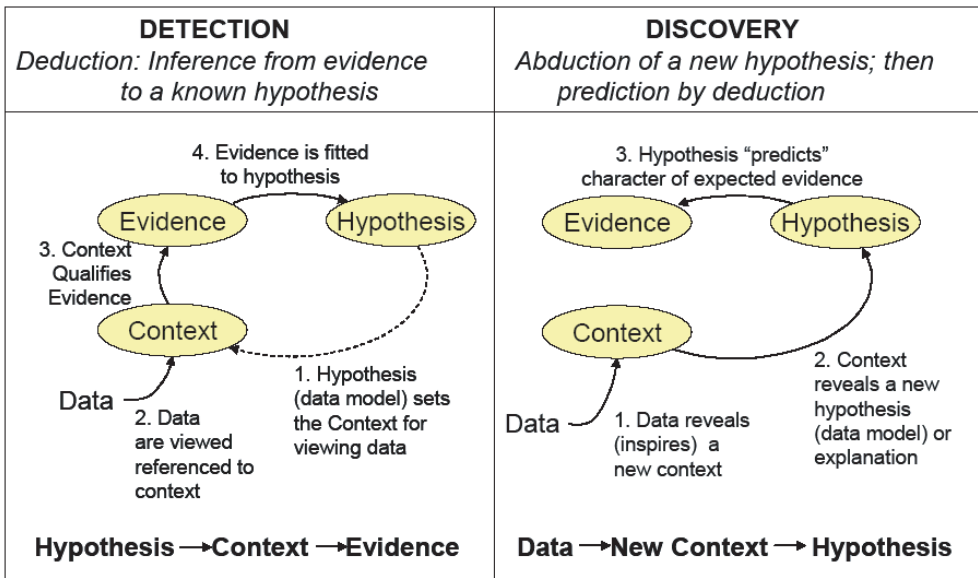 DETECTION
Deduction: Inference from evidence
to a known hypothesis
4. Evidence is fitted
to hypothesis
Evidence
Hypothesis
3. Context
Qualifies
Evidence
Context
Data
1. Hypothesis
(data model) sets
the Context for
viewing data
2. Data
are viewed
referenced to
context
Hypothesis → Context → Evidence
DISCOVERY
Abduction of a new hypothesis; then
prediction by deduction
3. Hypothesis “predicts”
character of expected evidence
Evidence
Hypothesis
Context
Data
1. Data reveals
(inspires) a
new context
2. Context
reveals a new
hypothesis
(data model) or
explanation
Data → New Context → Hypothesis